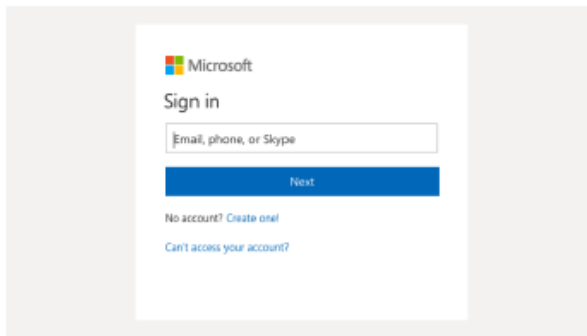 Microsoft
Sign in
Email, phone, or Skype
Next
No account? Create one!
Can't access your account?